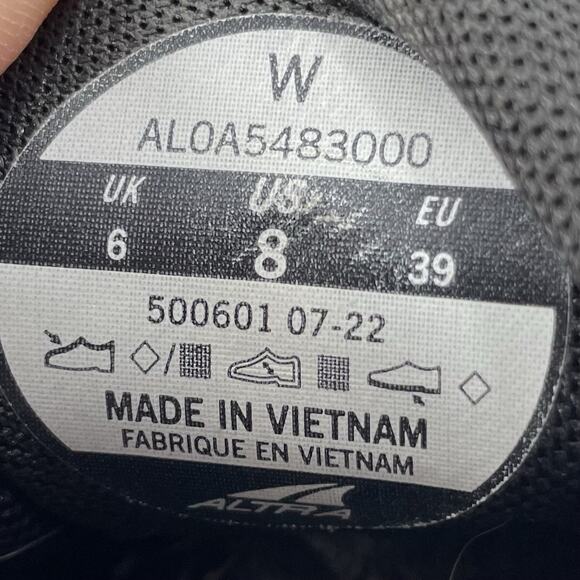 W
AL0A5483000
UK US EU
6 8 39
500601 07-22
MADE IN VIETNAM
FABRIQUE EN VIETNAM
ALTRA